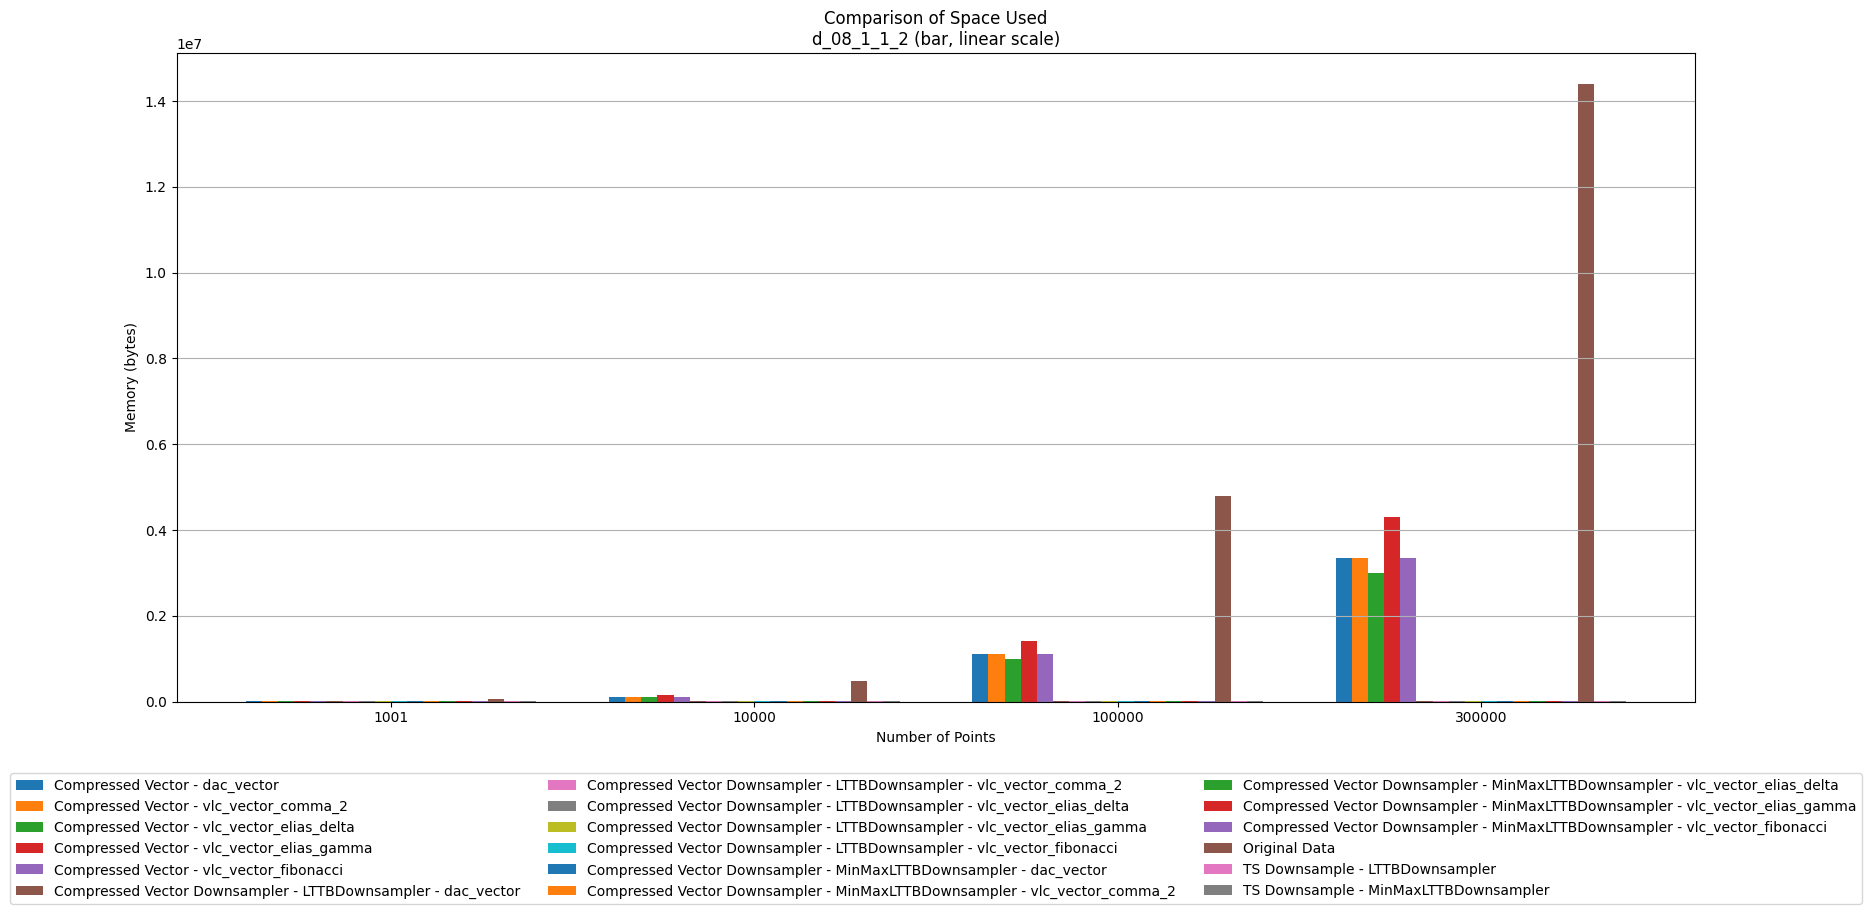 Comparison of Space Used
d_08_1_1_2 (bar, linear scale)
1e7
1.4
1.2
1.0
0.8
0.6
0.4
0.2
0.0
Memory (bytes)
1001
10000
100000
300000
Number of Points
Compressed Vector - dac_vector
Compressed Vector - vlc_vector_comma_2
Compressed Vector - vlc_vector_elias_delta
Compressed Vector - vlc_vector_elias_gamma
Compressed Vector - vlc_vector_fibonacci
Compressed Vector Downsampler - LTTBDownsampler - dac_vector
Compressed Vector Downsampler - LTTBDownsampler - vlc_vector_comma_2
Compressed Vector Downsampler - LTTBDownsampler - vlc_vector_elias_delta
Compressed Vector Downsampler - LTTBDownsampler - vlc_vector_elias_gamma
Compressed Vector Downsampler - LTTBDownsampler - vlc_vector_fibonacci
Compressed Vector Downsampler - MinMaxLTTBDownsampler - dac_vector
Compressed Vector Downsampler - MinMaxLTTBDownsampler - vlc_vector_comma_2
Compressed Vector Downsampler - MinMaxLTTBDownsampler - vlc_vector_elias_delta
Compressed Vector Downsampler - MinMaxLTTBDownsampler - vlc_vector_elias_gamma
Compressed Vector Downsampler - MinMaxLTTBDownsampler - vlc_vector_fibonacci
Original Data
TS Downsample - LTTBDownsampler
TS Downsample - MinMaxLTTBDownsampler